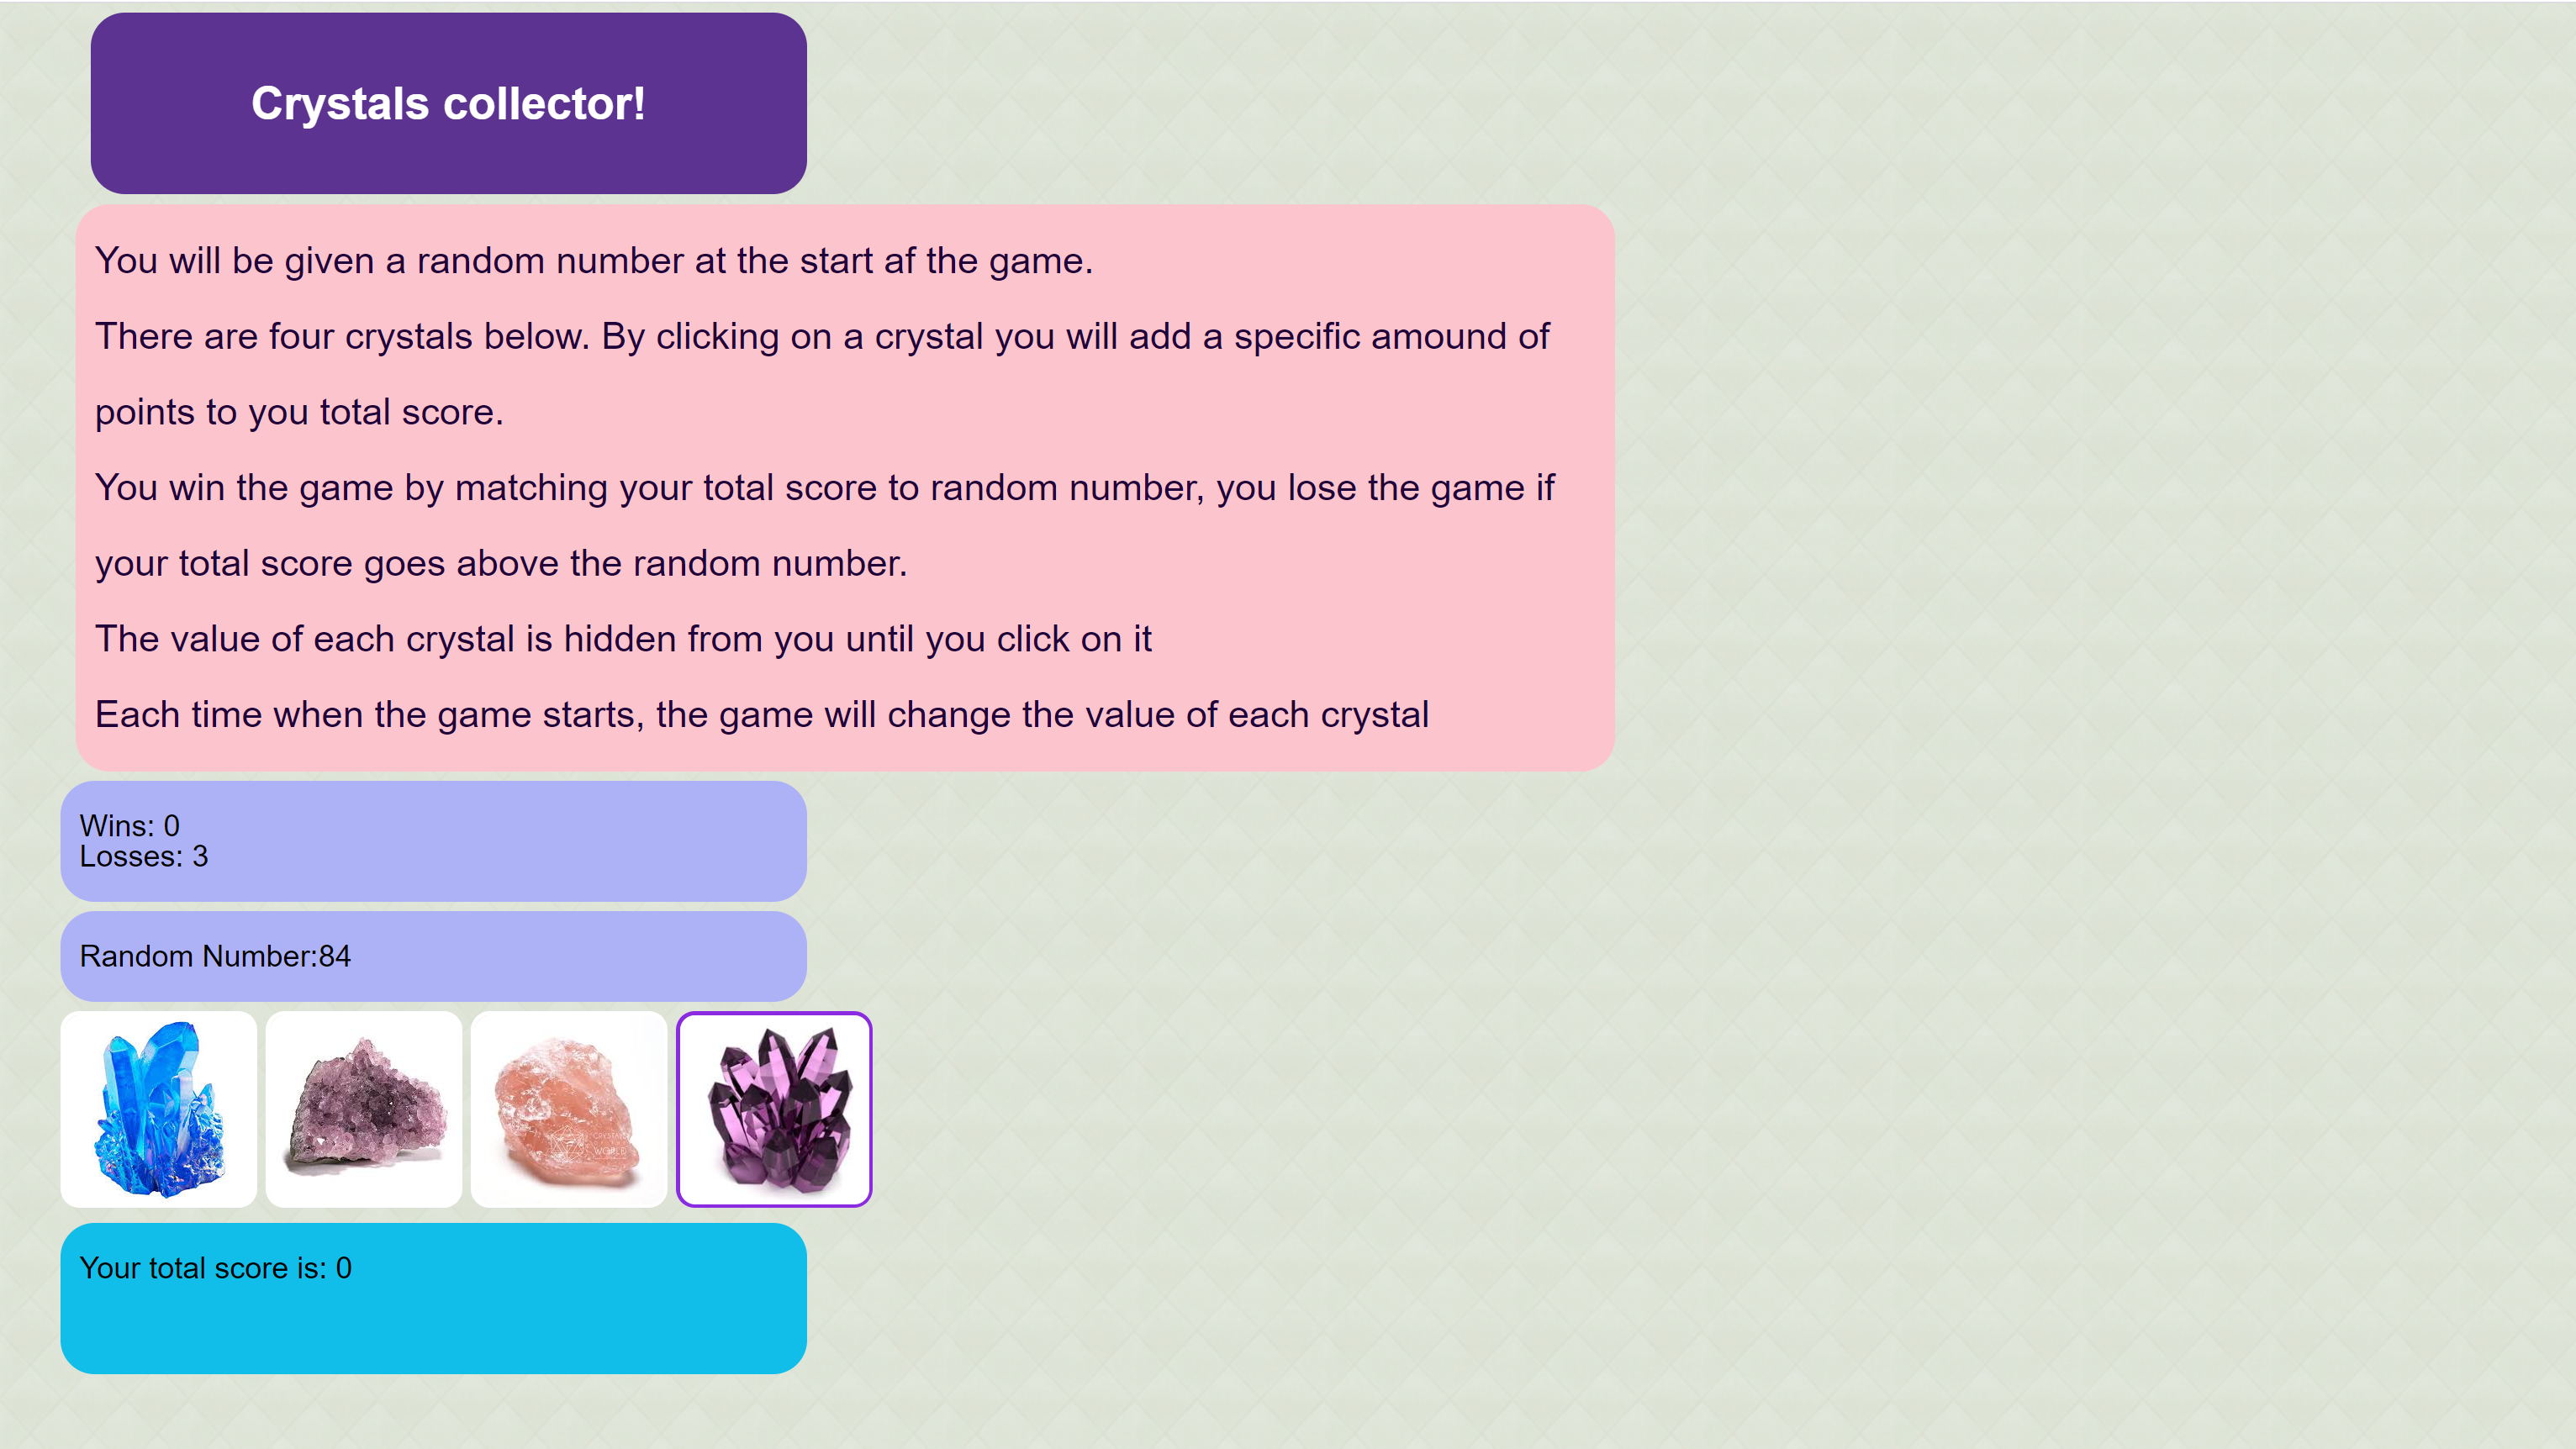 Crystals collector!
You will be given a random number at the start af the game.
There are four crystals below. By clicking on a crystal you will add a specific amound of
points to you total score.
You win the game by matching your total score to random number, you lose the game if
your total score goes above the random number.
The value of each crystal is hidden from you until you click on it
Each time when the game starts, the game will change the value of each crystal
Wins: 0
Losses: 3
Random Number:84
WORLD
Your total score is: 0